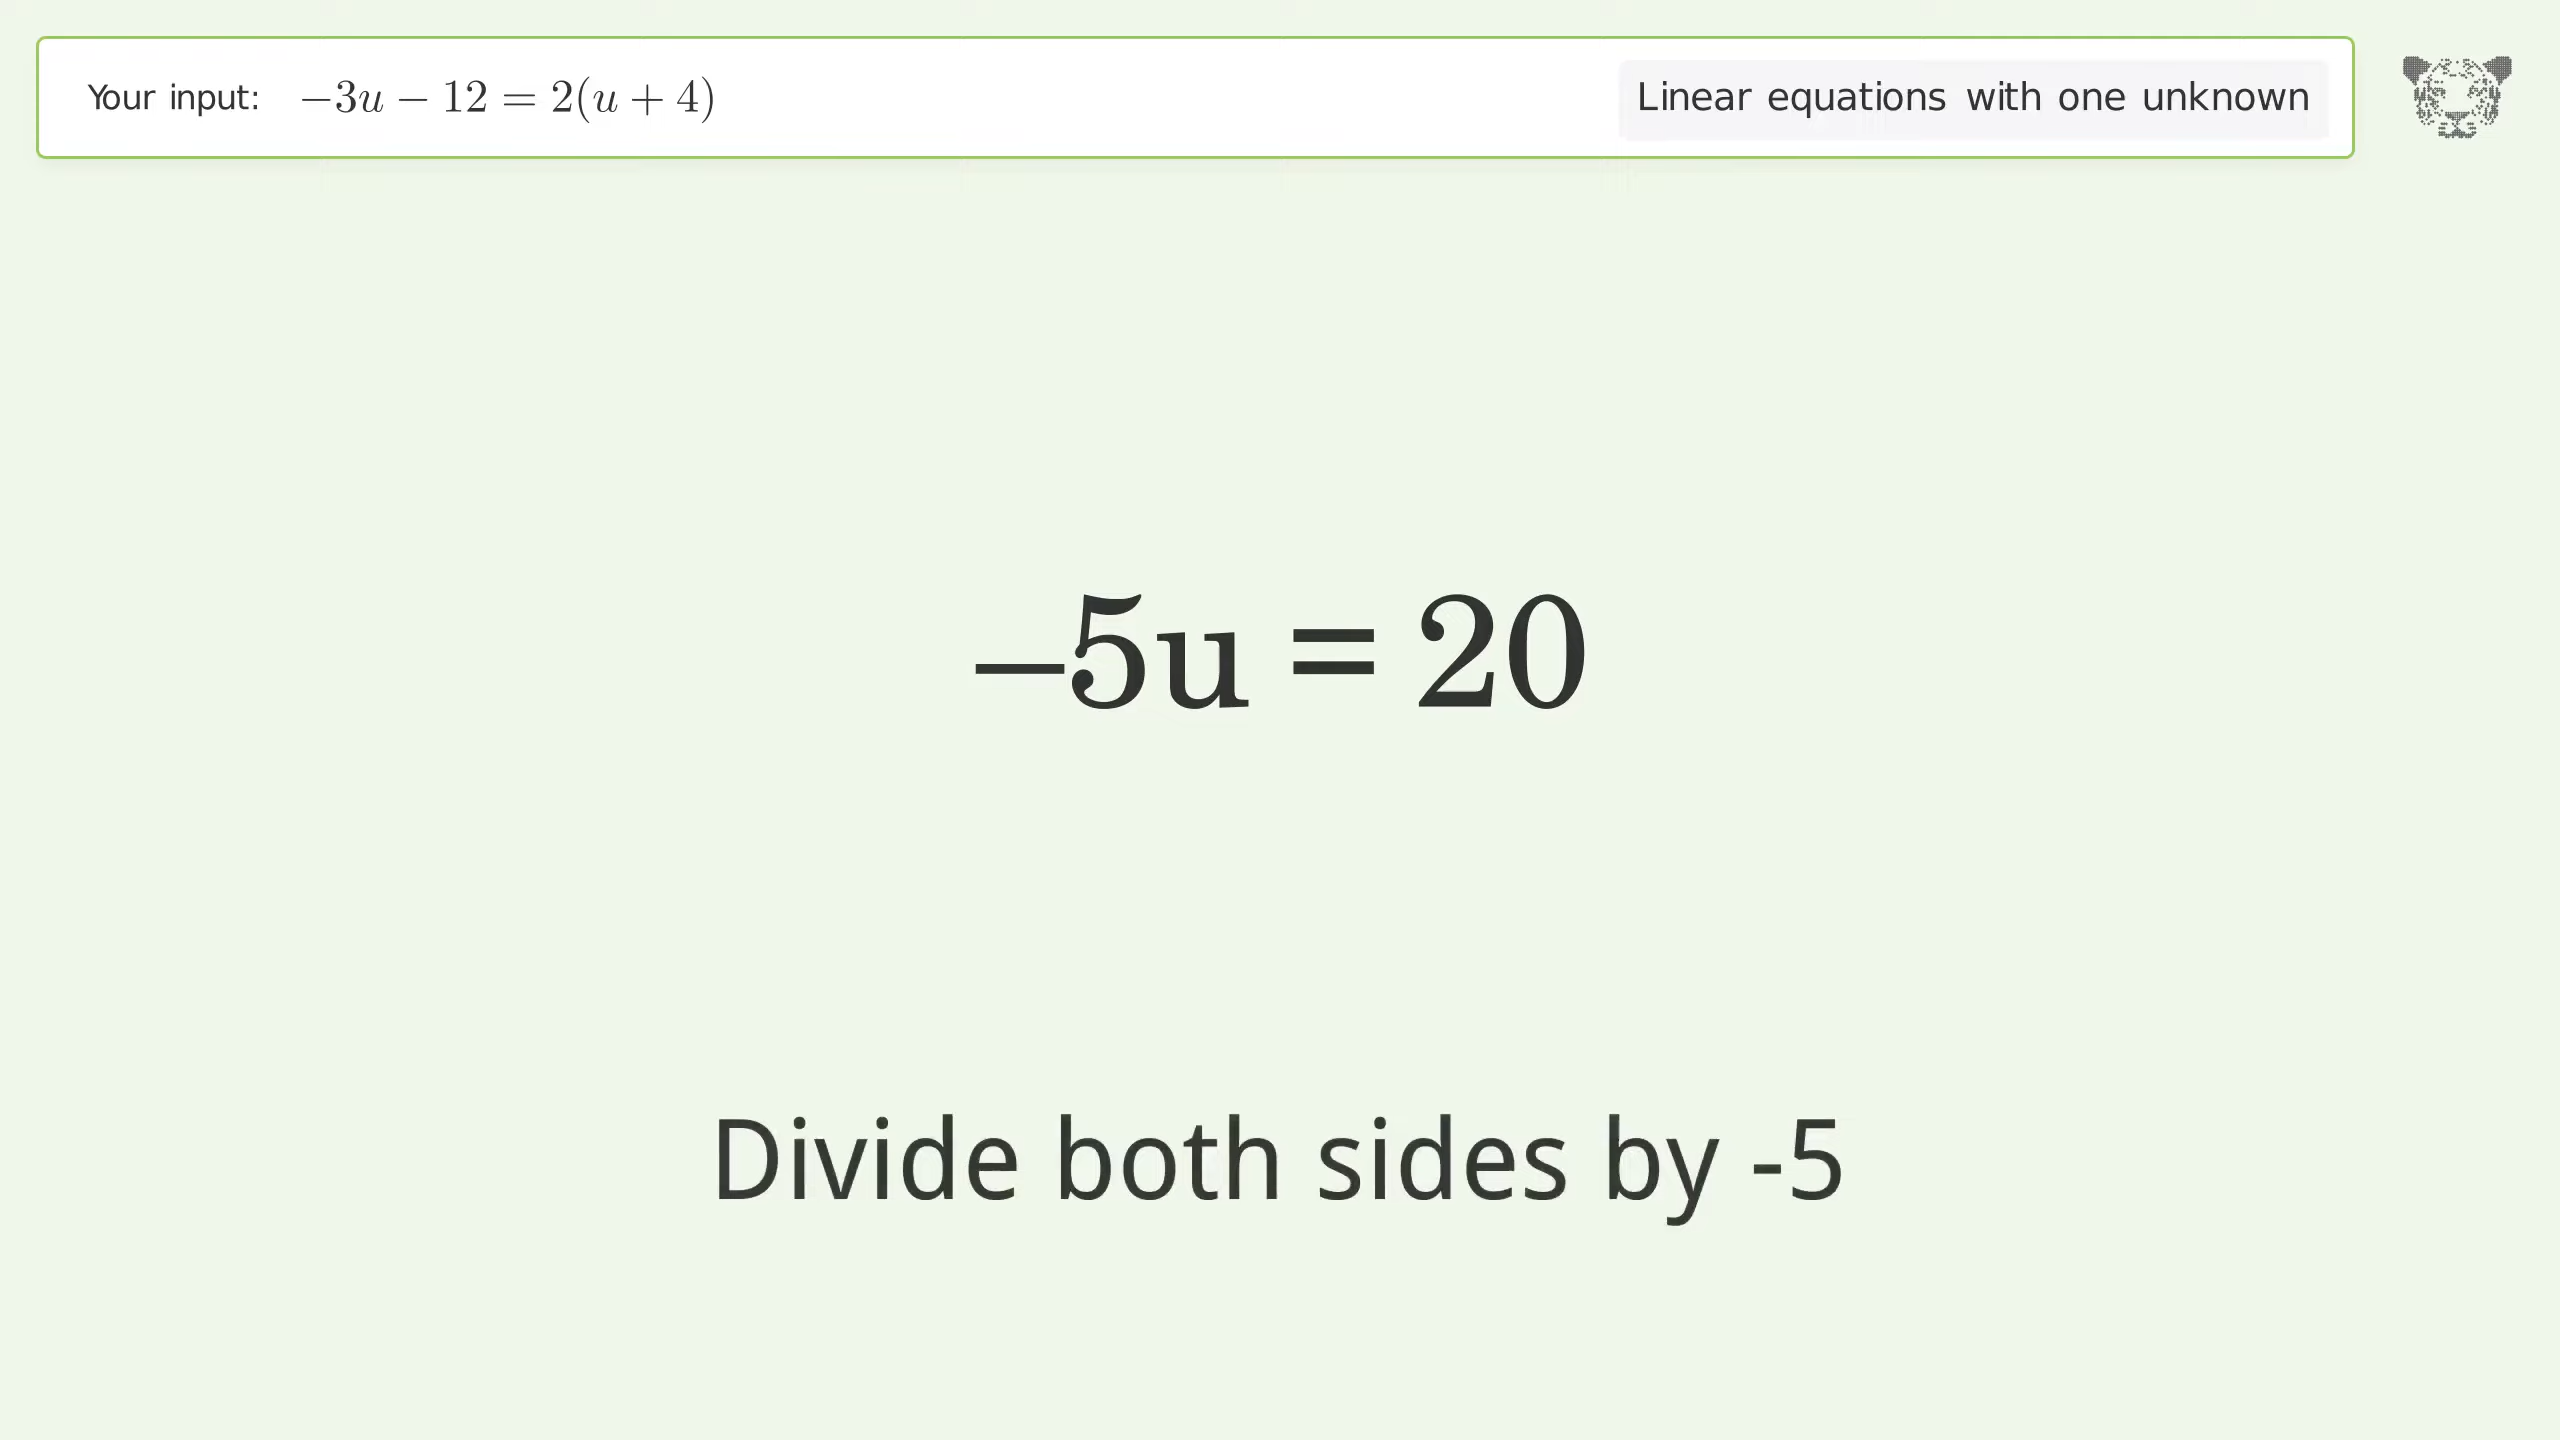 Your input: −3u − 12 = 2(u + 4)
Linear equations with one unknown
−5u = 20
Divide both sides by -5